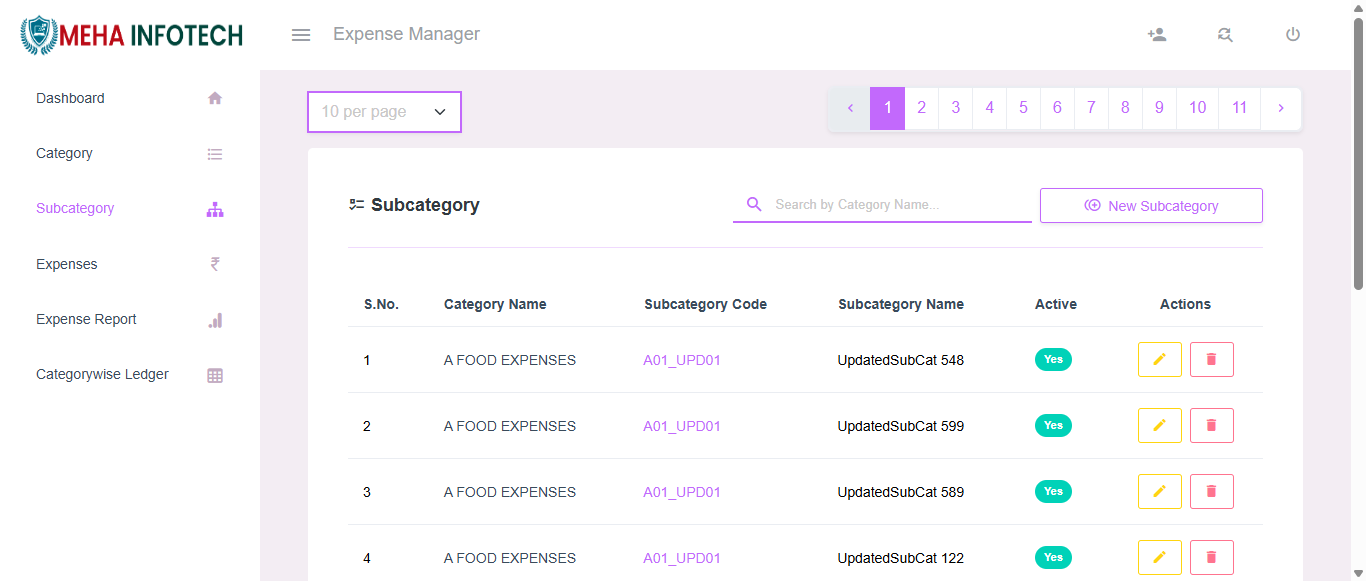 MEHA INFOTECH
Expense Manager
Dashboard
Category
Subcategory
Expenses
Expense Report
Categorywise Ledger
10 per page
‹ 1 2 3 4 5 6 7 8 9 10 11 ›
Subcategory
Search by Category Name...
New Subcategory
S.No. Category Name Subcategory Code Subcategory Name Active Actions
1 A FOOD EXPENSES A01_UPD01 UpdatedSubCat 548 Yes
2 A FOOD EXPENSES A01_UPD01 UpdatedSubCat 599 Yes
3 A FOOD EXPENSES A01_UPD01 UpdatedSubCat 589 Yes
4 A FOOD EXPENSES A01_UPD01 UpdatedSubCat 122 Yes